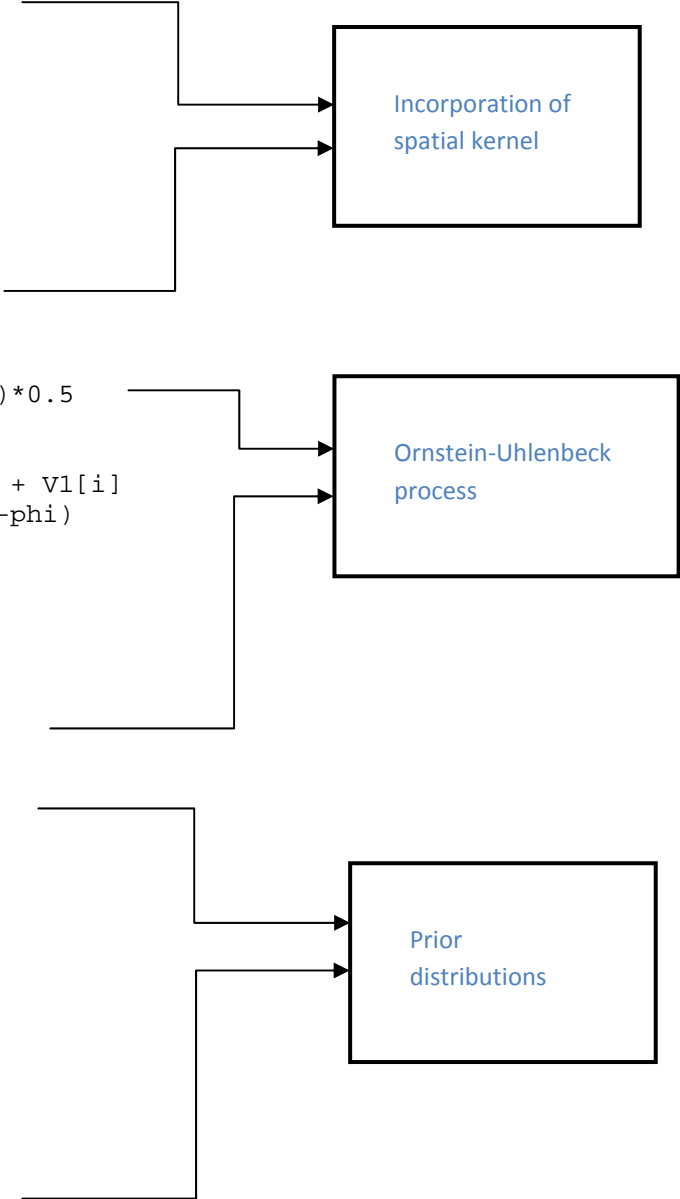 Incorporation of
spatial kernel
)*0.5
Ornstein-Uhlenbeck
process
+ V1[i]
-phi)
Prior
distributions